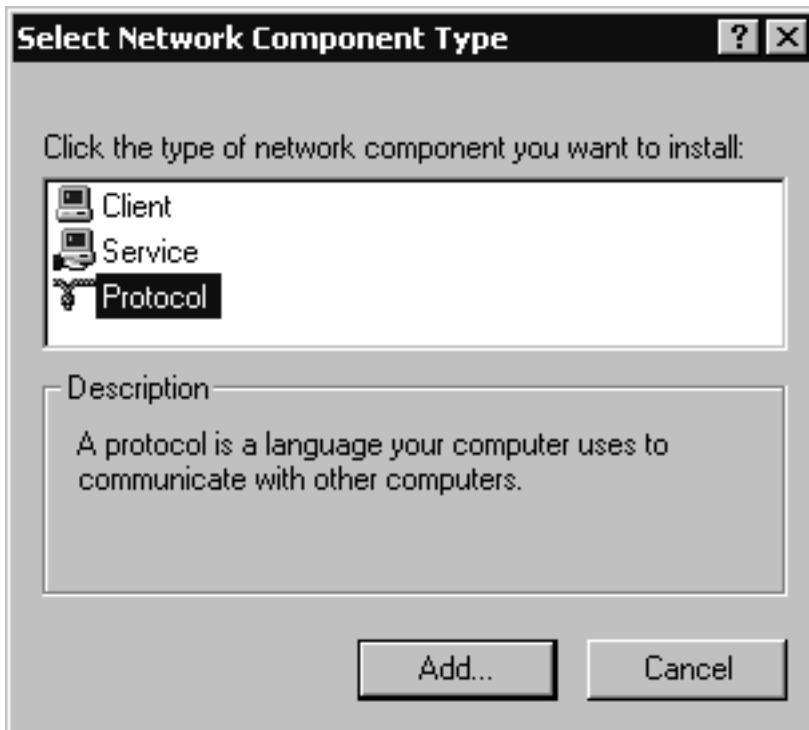 Select Network Component Type
Click the type of network component you want to install:
Client
Service
Protocol
Description
A protocol is a language your computer uses to
communicate with other computers.
Add... Cancel